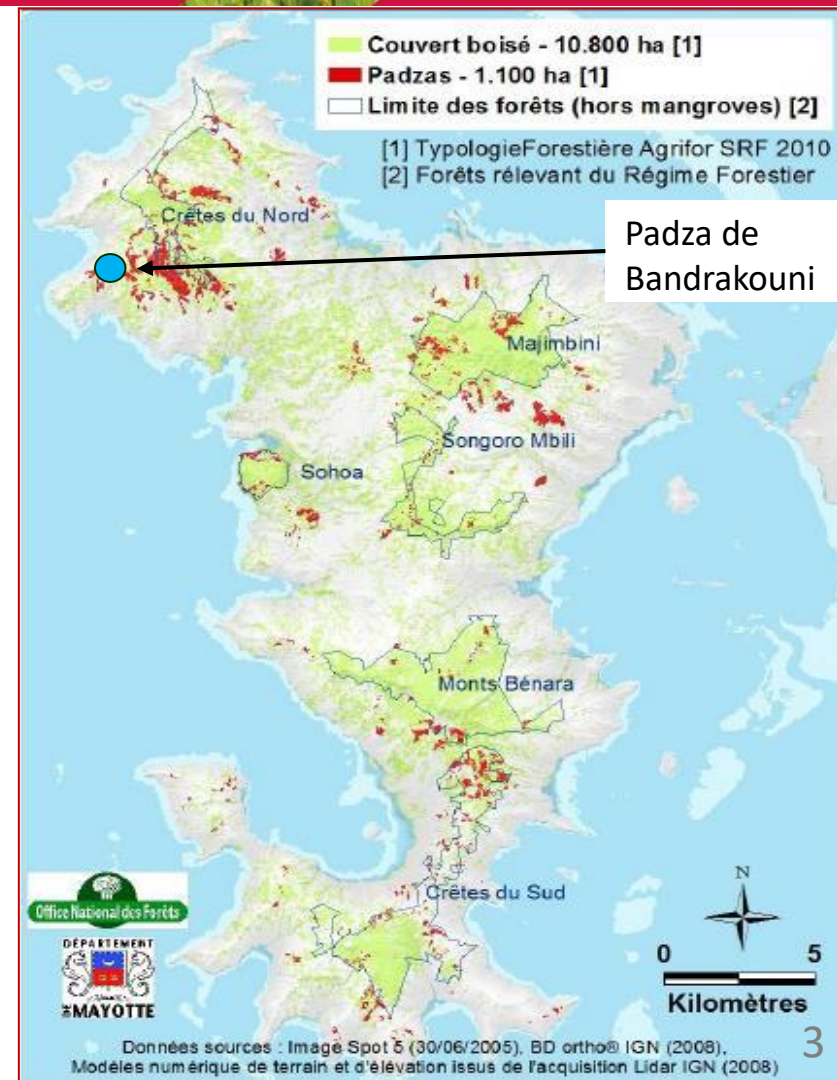 Couvert boisé - 10.800 ha [1]
Padzas - 1.100 ha [1]
Limite des forêts (hors mangroves) [2]
[1] TypologieForestière Agrifor SRF 2010
[2] Forêts rélevant du Régime Forestier
Crêtes du Nord
Padza de
Bandrakouni
Majimbini
Songoro Mbili
Sohoa
Monts Bénara
Crêtes du Sud
Office National des Forêts
DÉPARTEMENT
DE MAYOTTE
N
0 5
Kilomètres
Données sources : Image Spot 5 (30/06/2005), BD ortho® IGN (2008),
Modèles numérique de terrain et d'élévation issus de l'acquisition Lidar IGN (2008)
3